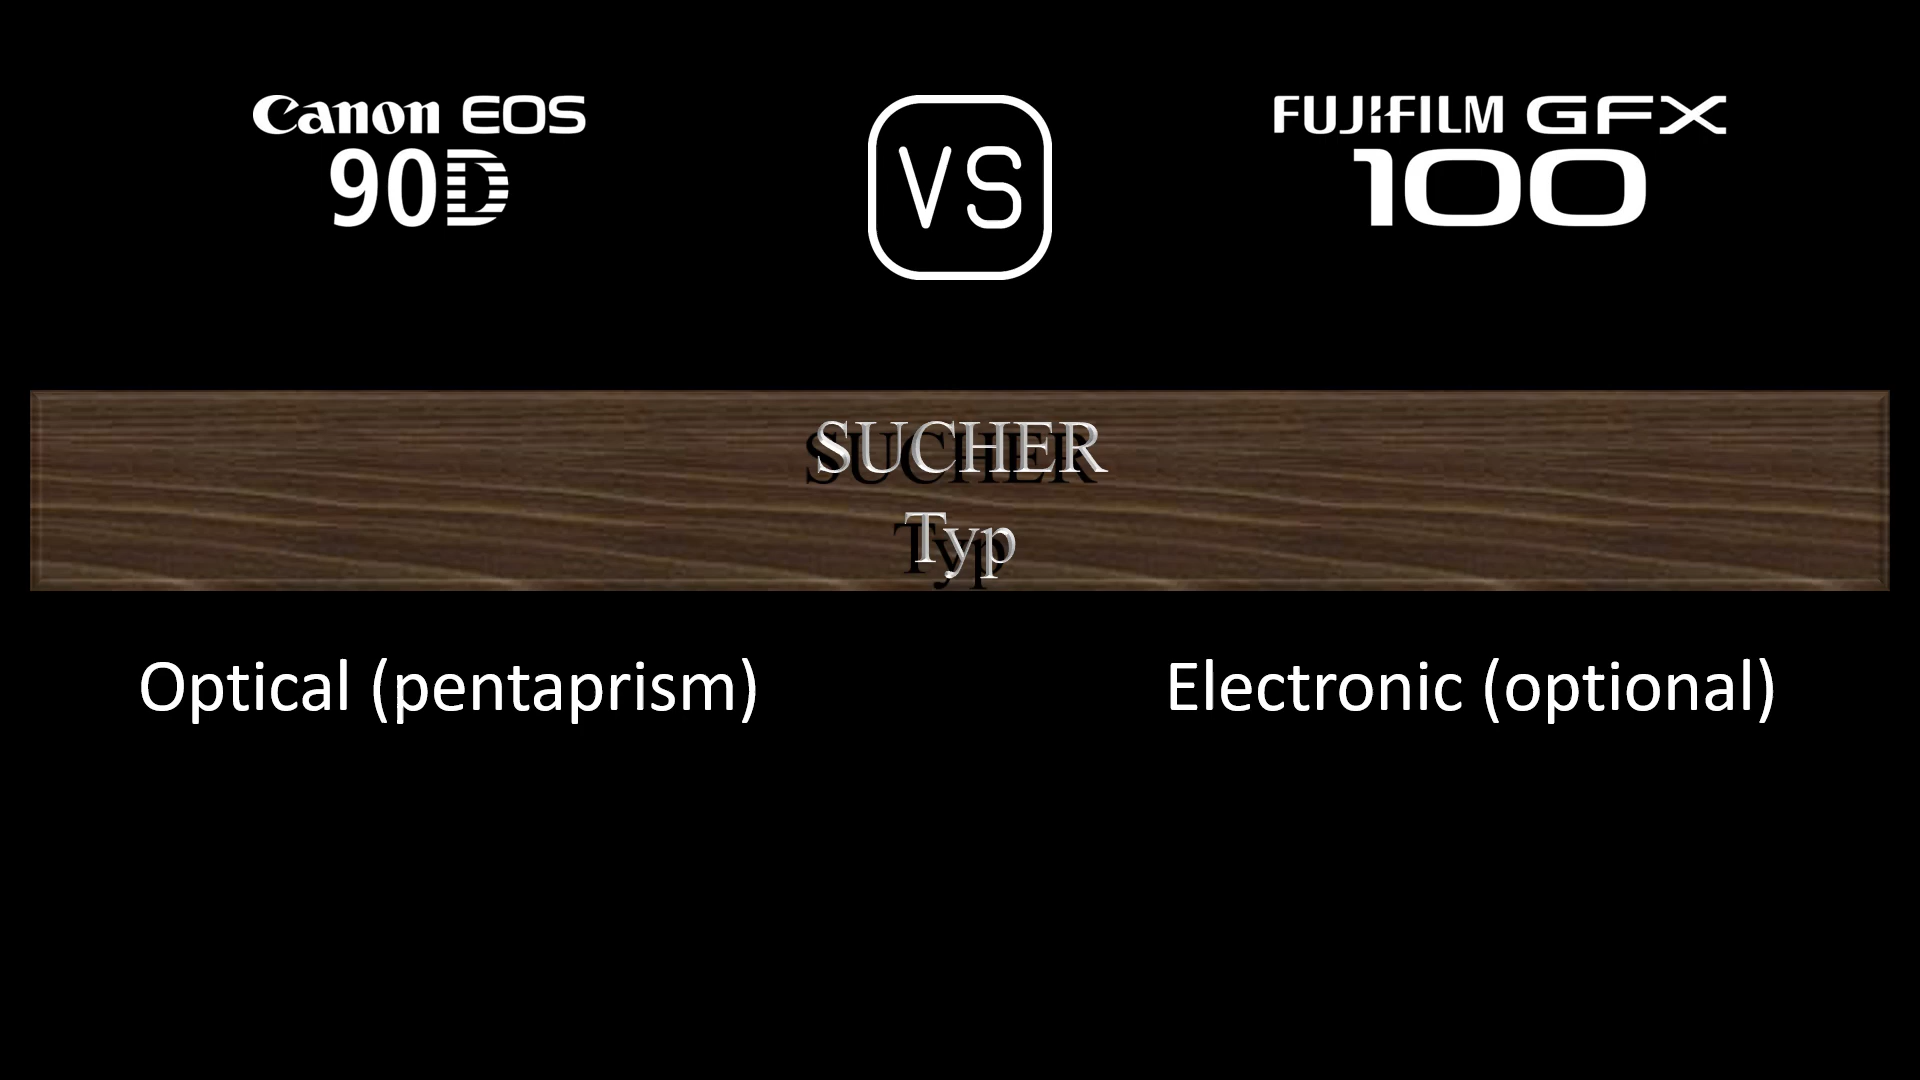 Canon EOS
90D
VS
FUJIFILM GFX
100
SUCHER
Typ
Optical (pentaprism)
Electronic (optional)